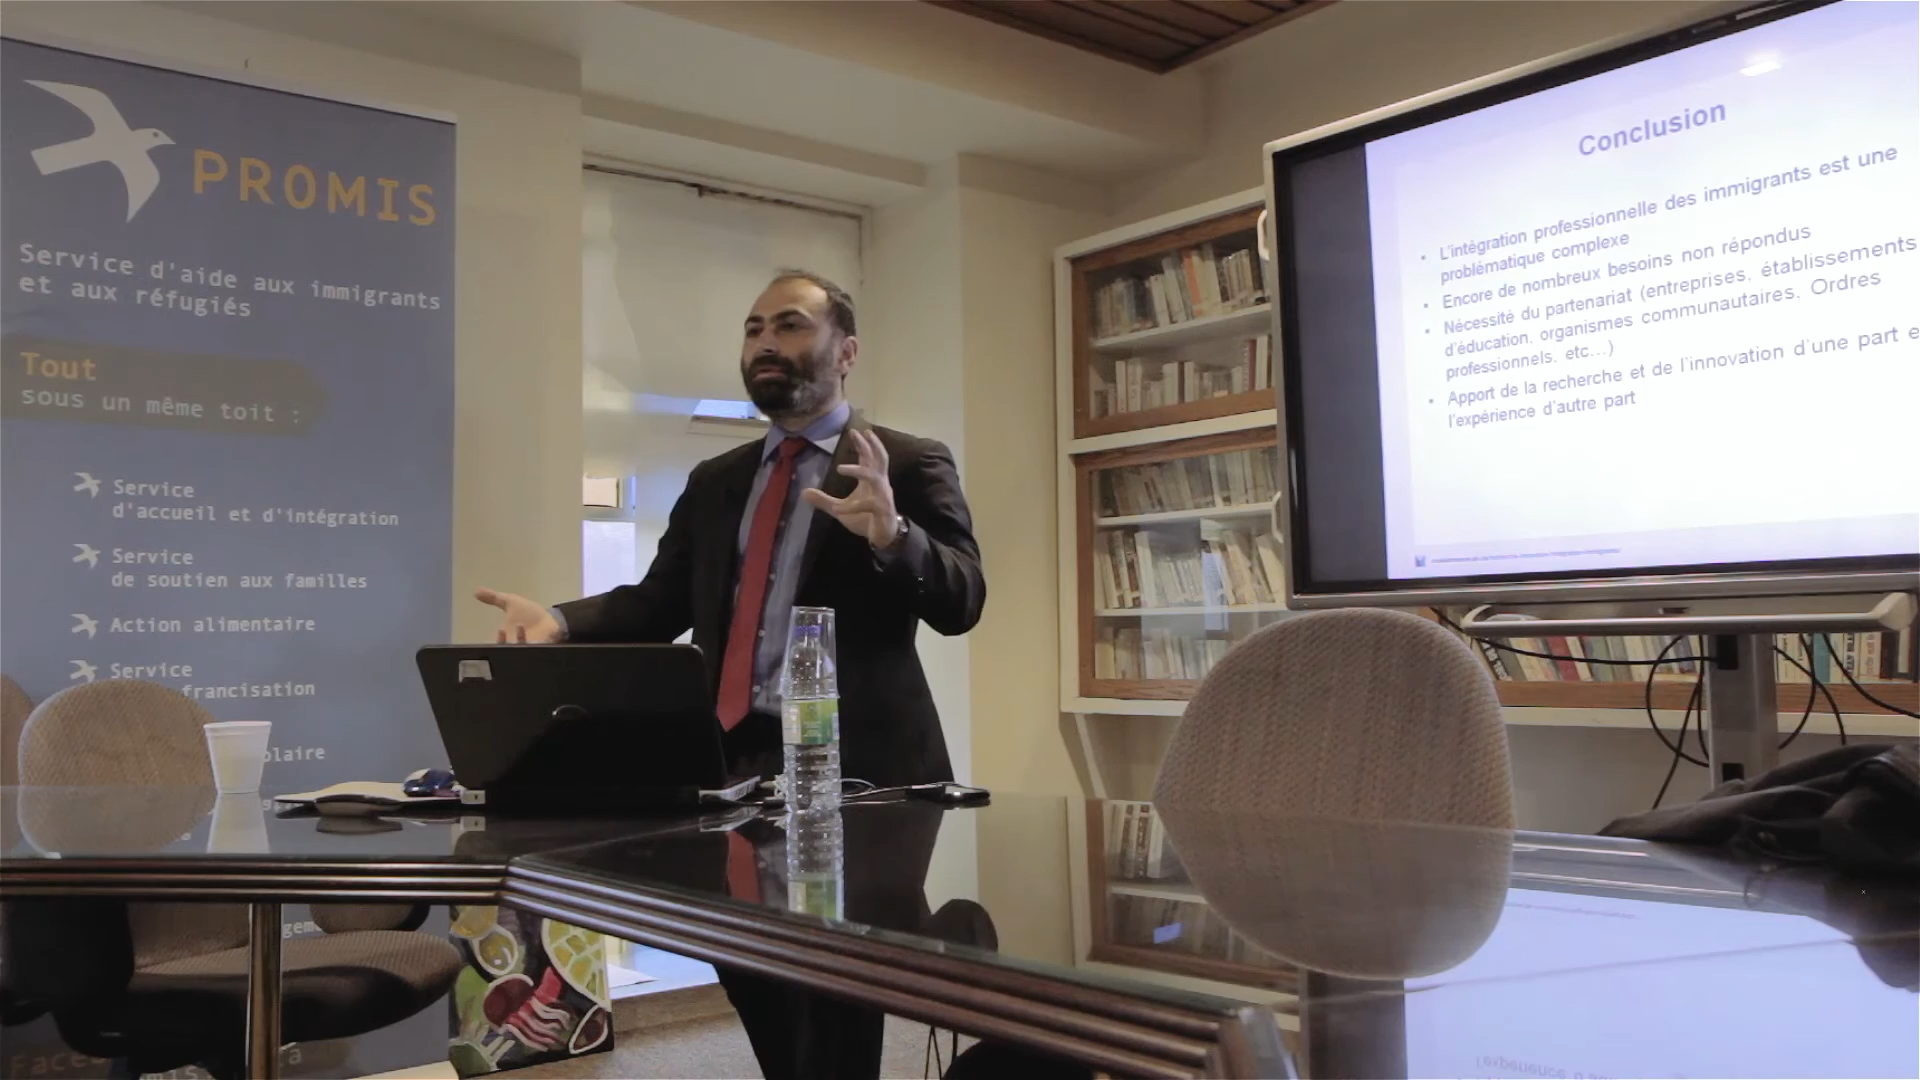 PROMIS
Service d'aide aux immigrants
et aux réfugiés
Tout
sous un même toit :
Service
d'accueil et d'intégration
Service
de soutien aux familles
Action alimentaire
Service
francisation
Conclusion
• L'intégration professionnelle des immigrants est une
problématique complexe
• Encore de nombreux besoins non répondus
• Nécessité du partenariat (entreprises, établissements
d'éducation, organismes communautaires, Ordres
professionnels, etc...)
• Apport de la recherche et de l'innovation d'une part e
l'expérience d'autre part